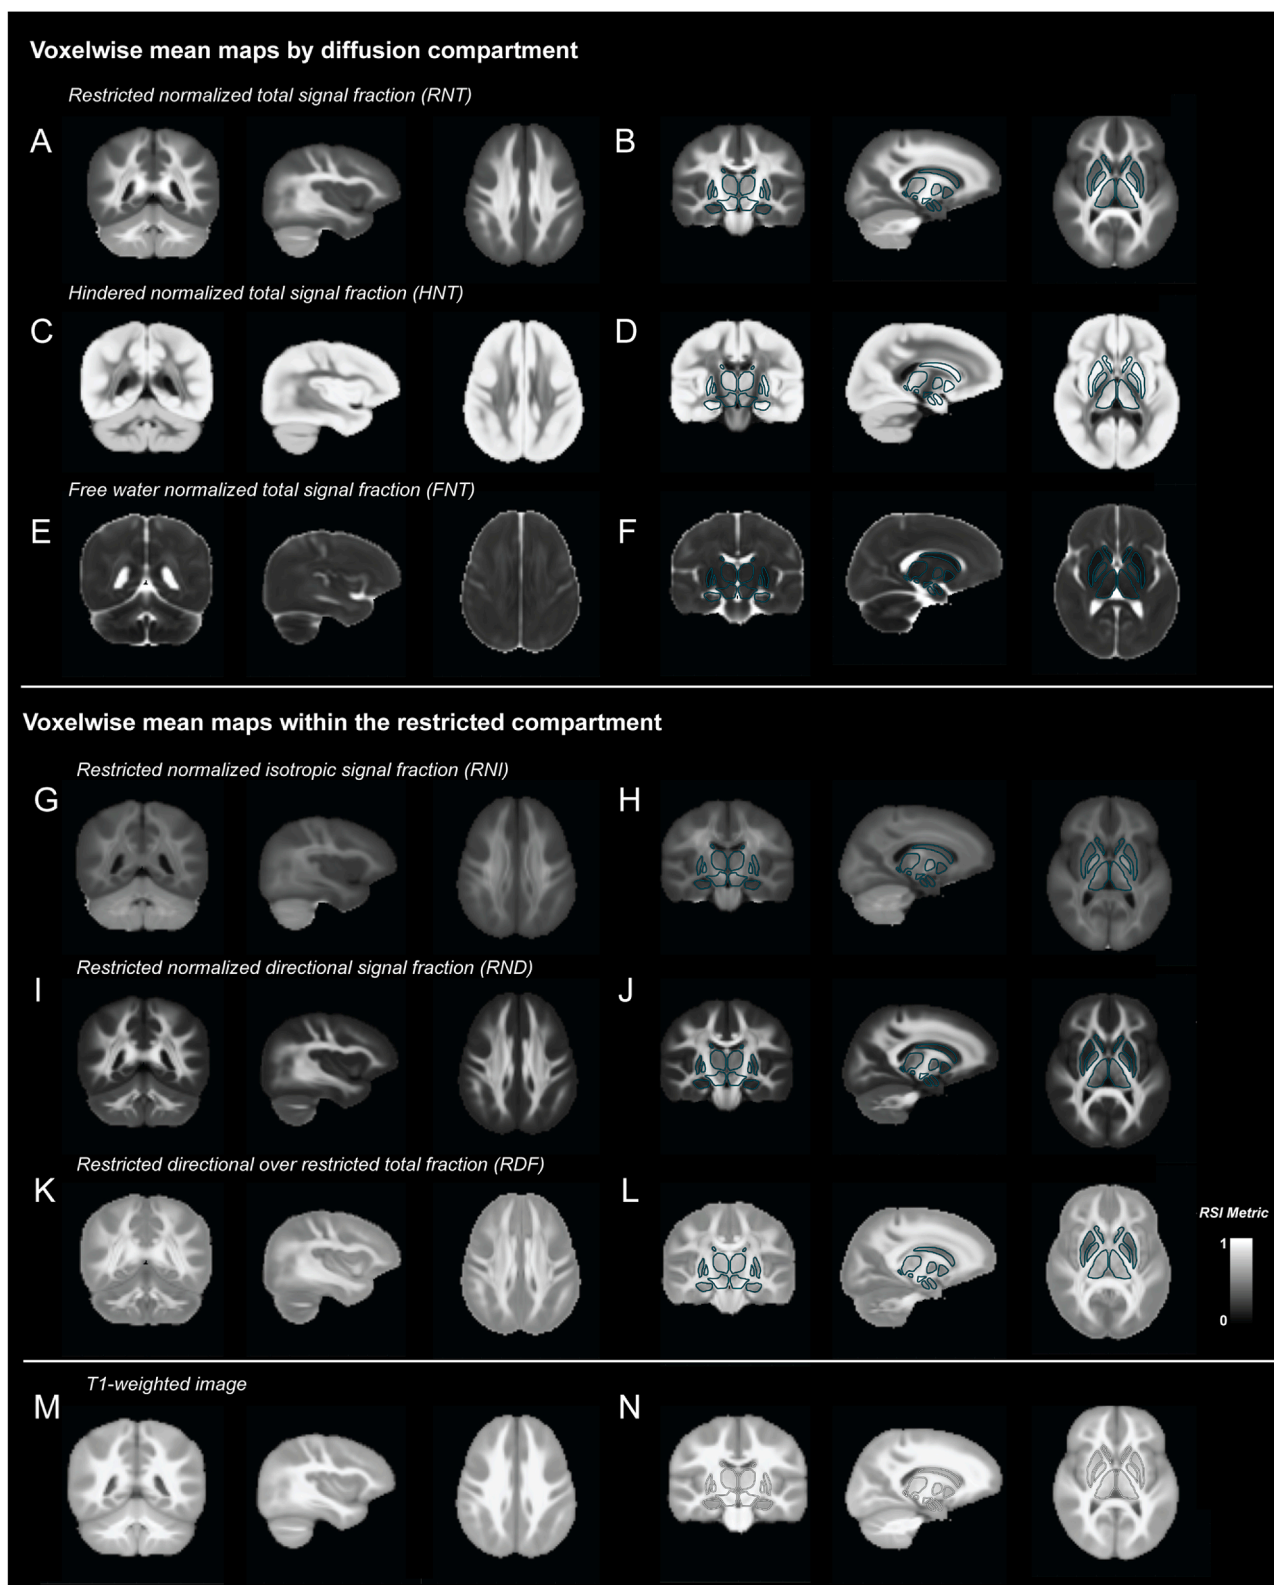 Voxelwise mean maps by diffusion compartment
Restricted normalized total signal fraction (RNT)
A
B
Hindered normalized total signal fraction (HNT)
C
D
Free water normalized total signal fraction (FNT)
E
F
Voxelwise mean maps within the restricted compartment
Restricted normalized isotropic signal fraction (RNI)
G
H
Restricted normalized directional signal fraction (RND)
I
J
Restricted directional over restricted total fraction (RDF)
K
L
RSI Metric
1
0
T1-weighted image
M
N